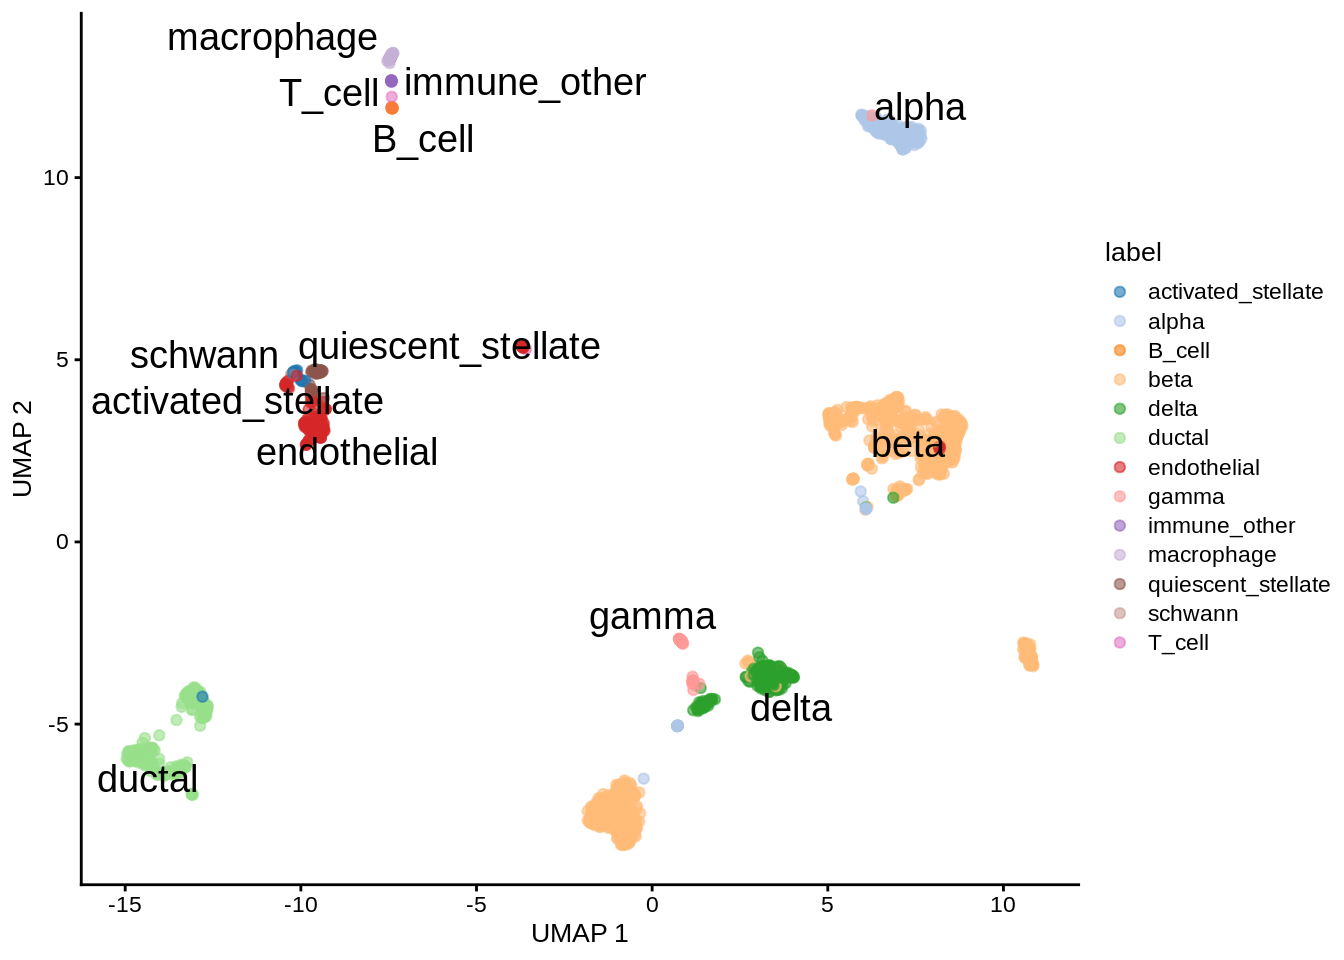 macrophage
immune_other
T_cell
B_cell
alpha
10
quiescent_stellate
schwann
5
activated_stellate
endothelial
beta
0
gamma
delta
-5
ductal
UMAP 2
-15
-10
-5
0
5
10
UMAP 1
label
activated_stellate
alpha
B_cell
beta
delta
ductal
endothelial
gamma
immune_other
macrophage
quiescent_stellate
schwann
T_cell